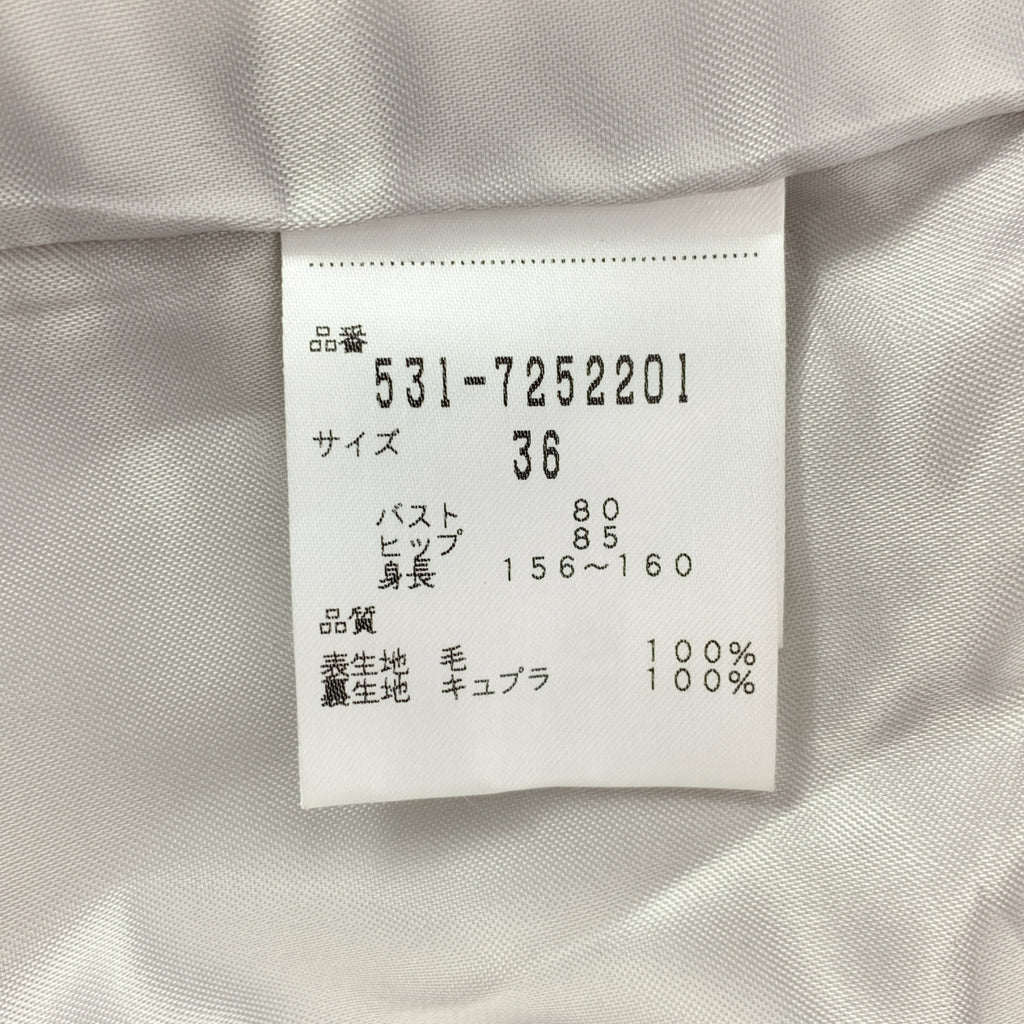 品番
531-7252201
サイズ 36
バスト 80
ヒップ 85
身長 156～160
品質
表生地 毛 100%
裏生地 キュプラ 100%